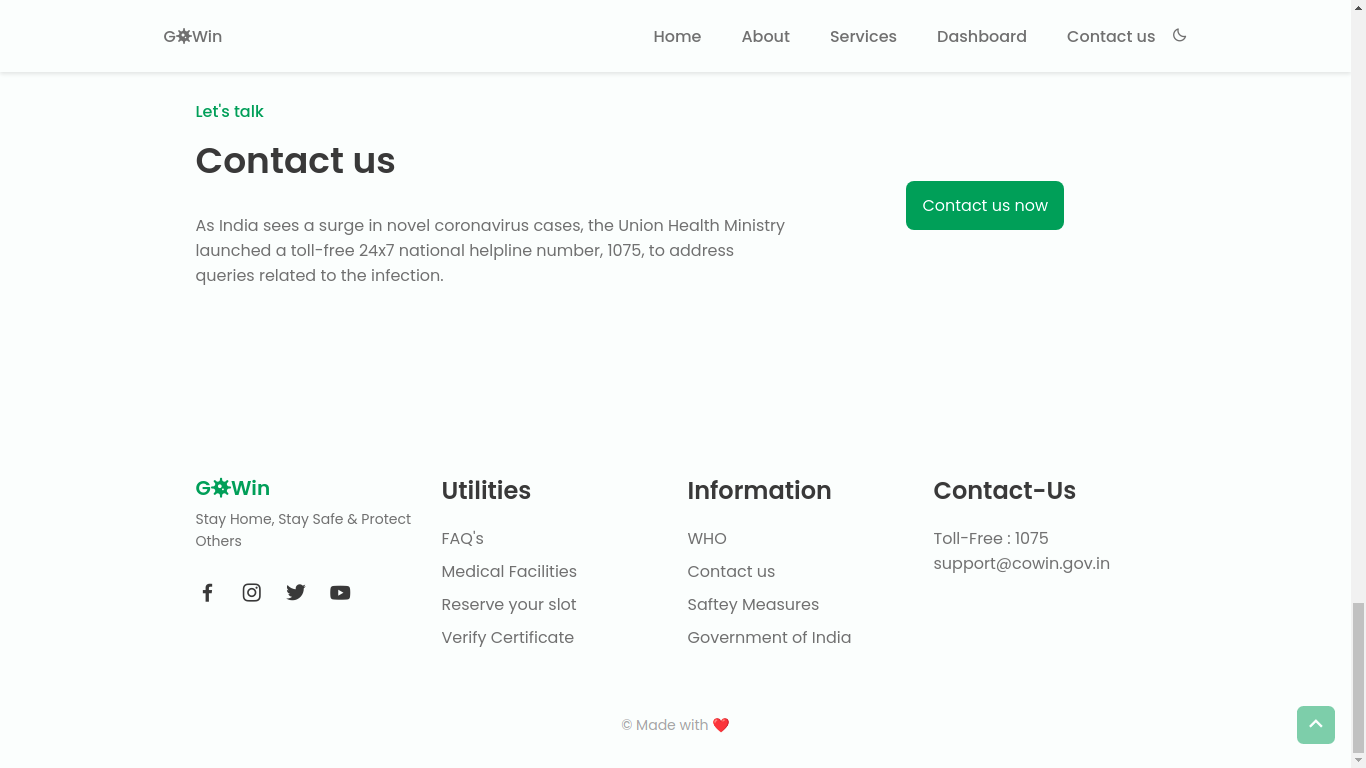 GoWin
Home
About
Services
Dashboard
Contact us
Let's talk
Contact us
As India sees a surge in novel coronavirus cases, the Union Health Ministry
launched a toll-free 24x7 national helpline number, 1075, to address
queries related to the infection.
Contact us now
GoWin
Stay Home, Stay Safe & Protect
Others
Utilities
FAQ's
Medical Facilities
Reserve your slot
Verify Certificate
Information
WHO
Contact us
Saftey Measures
Government of India
Contact-Us
Toll-Free : 1075
support@cowin.gov.in
© Made with ❤️